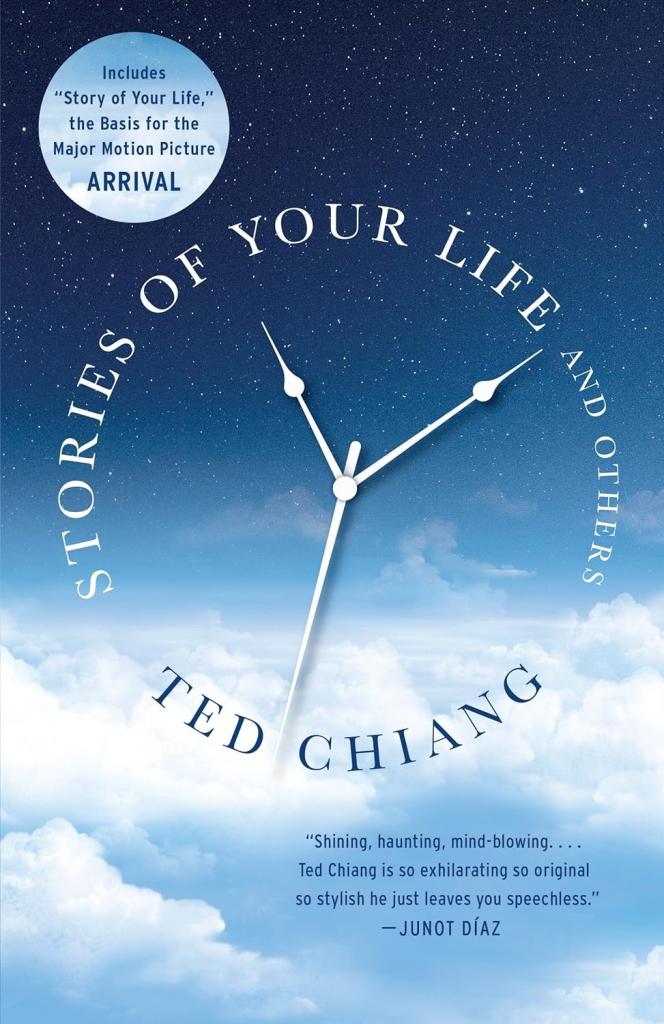 Includes
“Story of Your Life,”
the Basis for the
Major Motion Picture
ARRIVAL
STORIES OF YOUR LIFE
AND OTHERS
TED CHIANG
“Shining, haunting, mind-blowing. . . .
Ted Chiang is so exhilarating so original
so stylish he just leaves you speechless.”
—JUNOT DÍAZ